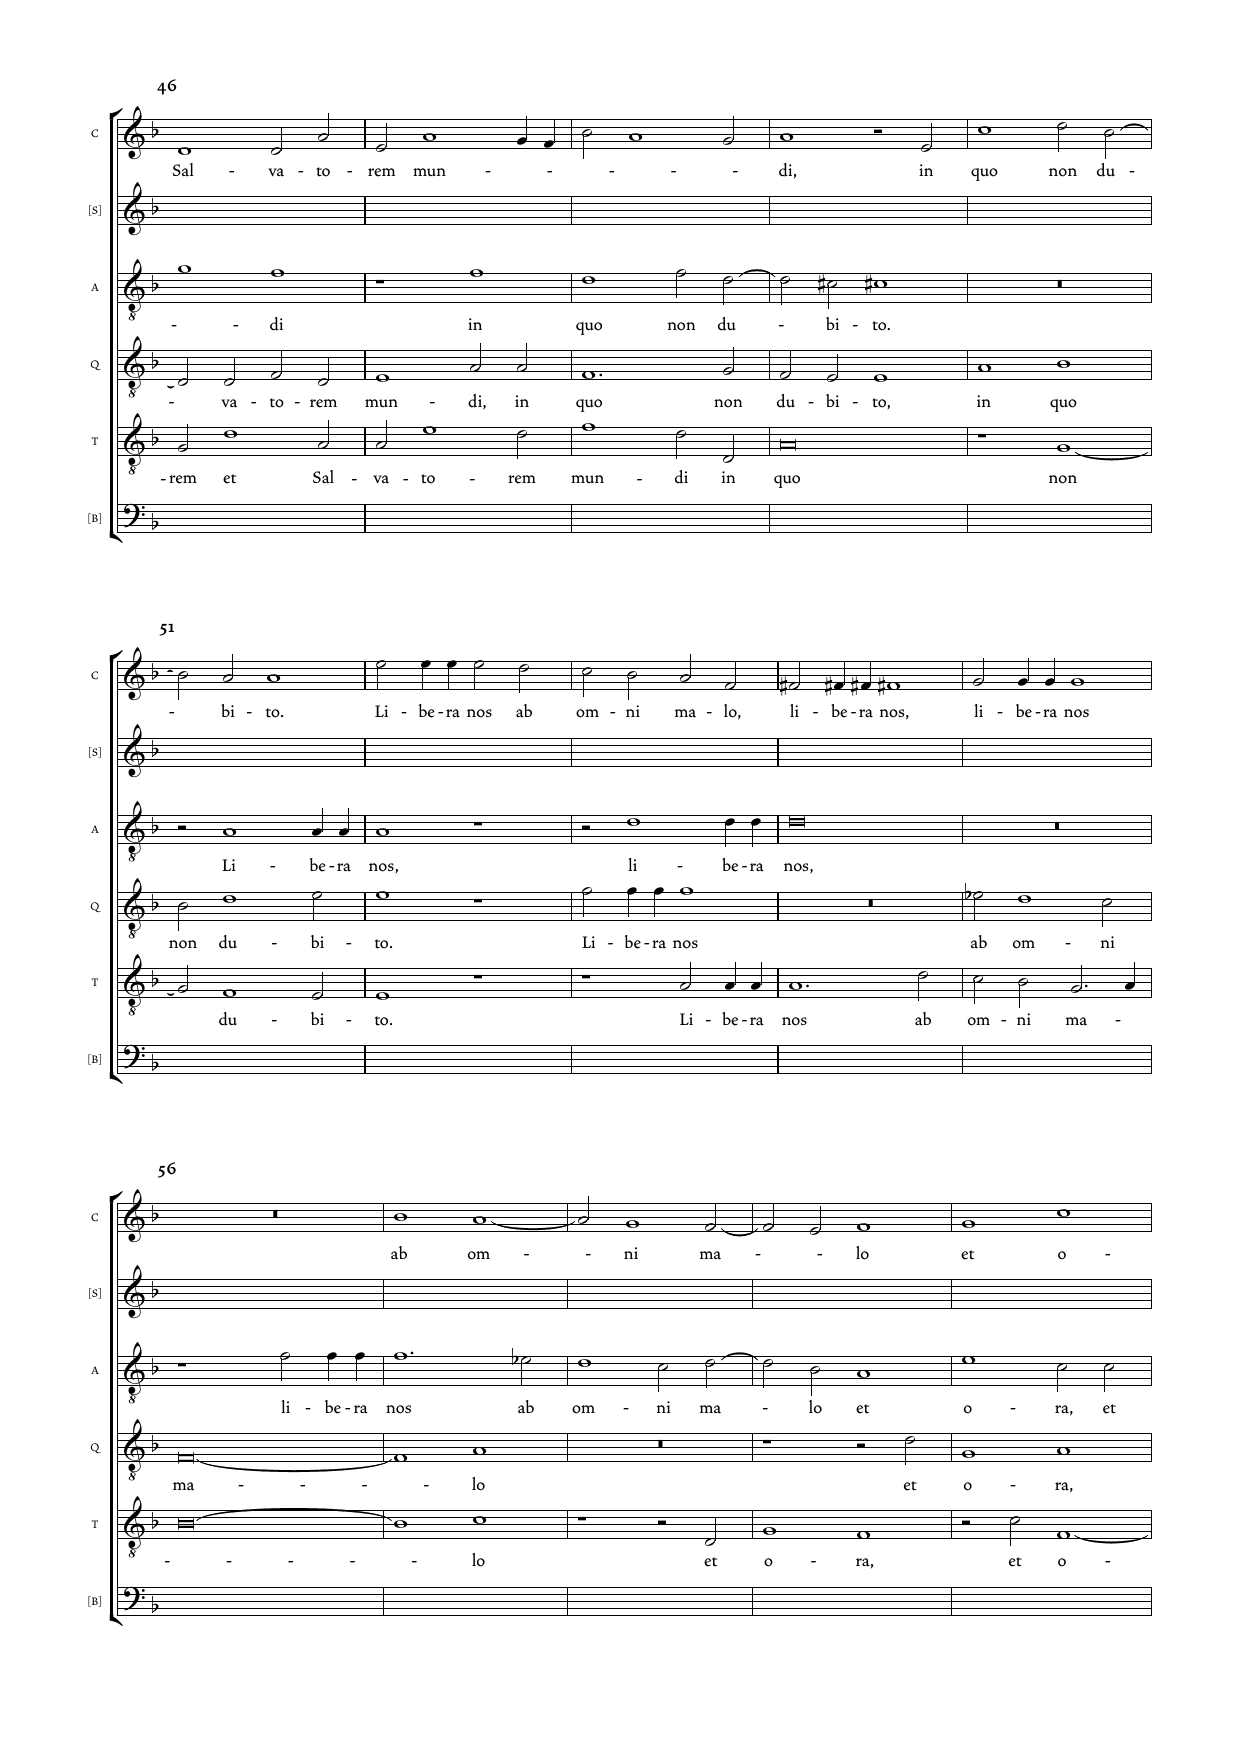 46
C
Sal - va - to - rem mun - - - - - di, in quo non du -
[S]
A
- - di in quo non du - bi - to.
Q
- va - to - rem mun - di, in quo non du - bi - to, in quo
T
- rem et Sal - va - to - rem mun - di in quo non
[B]
51
C
- bi - to. Li - be - ra nos ab om - ni ma - lo, li - be - ra nos, li - be - ra nos
[S]
A
Li - be - ra nos, li - be - ra nos,
Q
non du - bi - to. Li - be - ra nos ab om - ni
T
du - bi - to. Li - be - ra nos ab om - ni ma -
[B]
56
C
ab om - - ni ma - - lo et o -
[S]
A
li - be - ra nos ab om - ni ma - lo et o - ra, et
Q
ma - - - - lo et o - ra,
T
- - - - - lo et o - ra, et o -
[B]